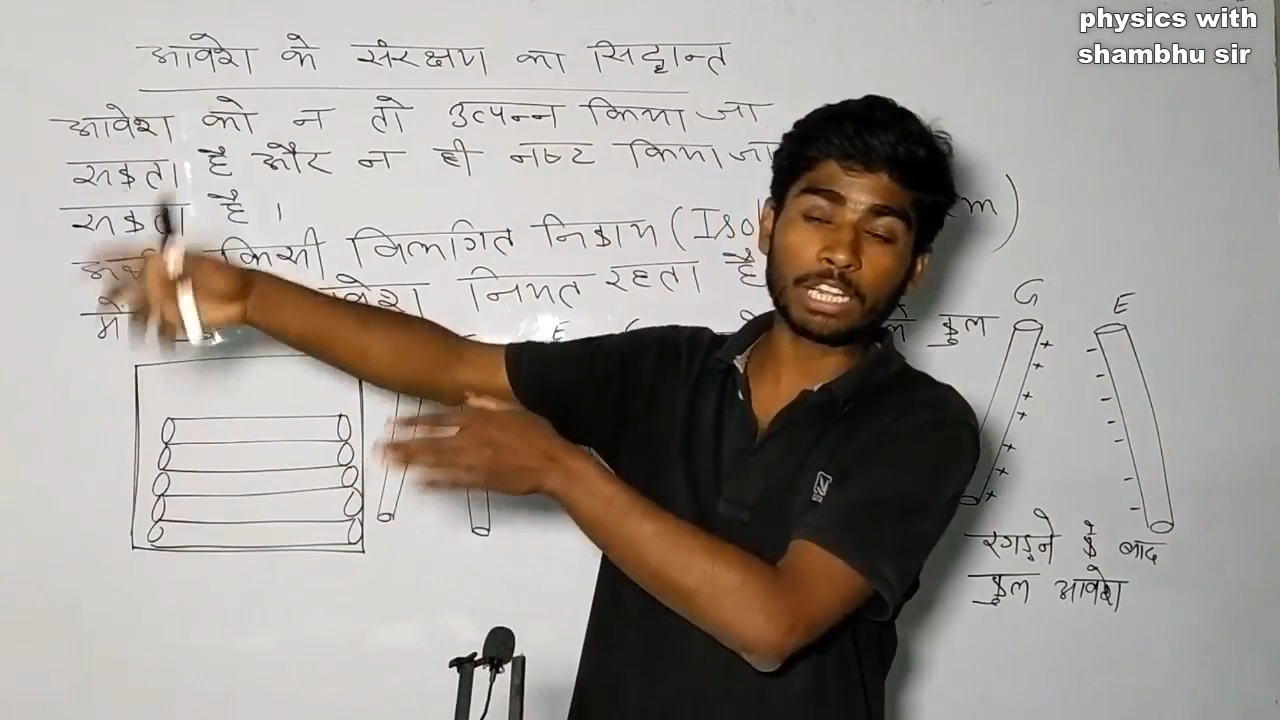 physics with
shambhu sir
आवेश के संरक्षण का सिद्धान्त
आवेश को न तो उत्पन्न किया जा
सकता है और न ही नष्ट किया जा
सकता है ।
किसी विलगित निकाय (Iso
में नियत रहता है
कुल
G E
E
+ + + + + + +
- - - - - - -
रगड़ने के बाद
कुल आवेश